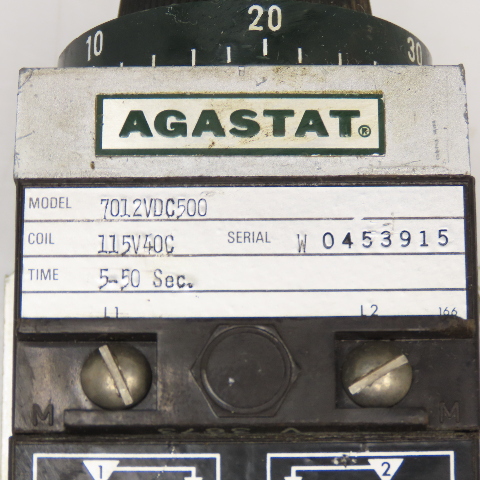 10 20 30
AGASTAT®
MODEL 7012VDC500
COIL 115V40C SERIAL W 0453915
TIME 5-50 Sec.
L1 L2 166
M M
1 2